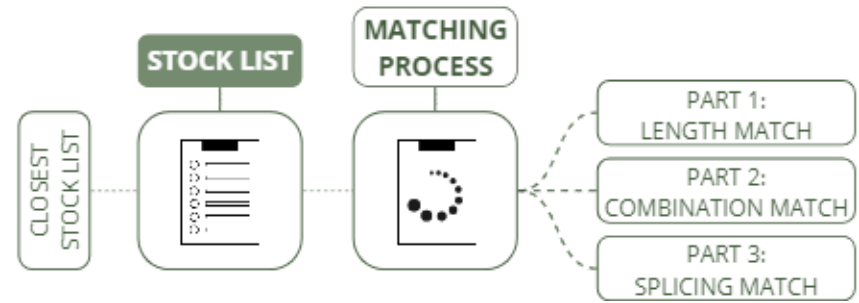 CLOSEST
STOCK LIST
STOCK LIST
MATCHING
PROCESS
PART 1:
LENGTH MATCH
PART 2:
COMBINATION MATCH
PART 3:
SPLICING MATCH